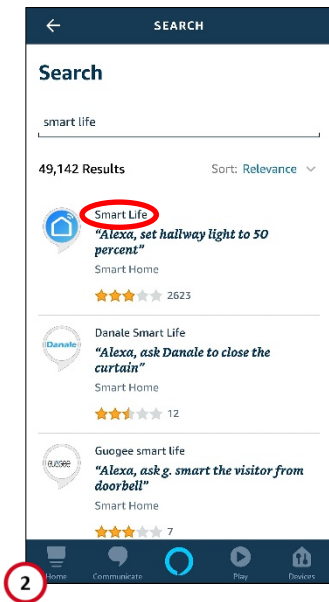 SEARCH
Search
smart life
49,142 Results Sort: Relevance
Smart Life
“Alexa, set hallway light to 50
percent”
Smart Home
2623
Danale
Danale Smart Life
“Alexa, ask Danale to close the
curtain”
Smart Home
12
GUOGEE
Guogee smart life
“Alexa, ask g. smart the visitor from
doorbell”
Smart Home
7
2
Home Communicate Play Devices